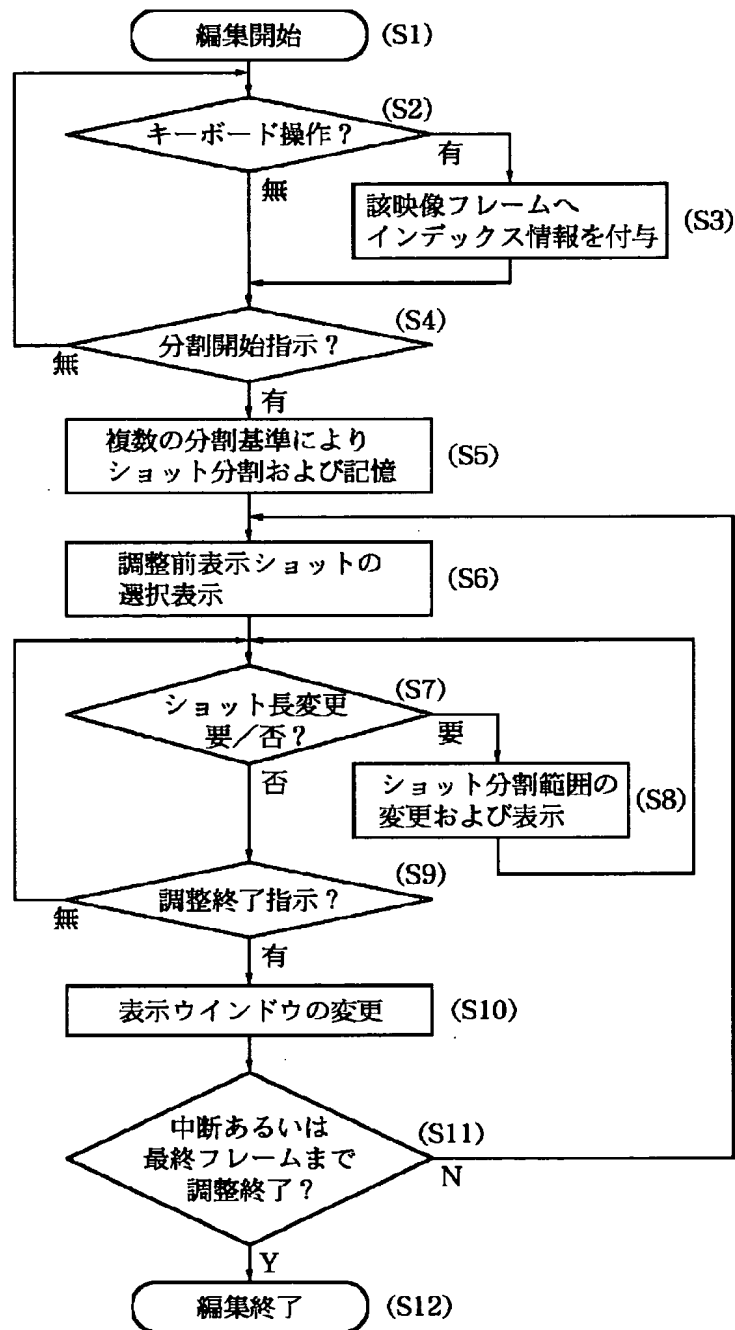 編集開始
(S1)
(S2)
キーボード操作？
有
無
該映像フレームへ
インデックス情報を付与
(S3)
(S4)
分割開始指示？
無
有
複数の分割基準により
ショット分割および記憶
(S5)
調整前表示ショットの
選択表示
(S6)
(S7)
ショット長変更
要／否？
要
否
ショット分割範囲の
変更および表示
(S8)
(S9)
調整終了指示？
無
有
表示ウインドウの変更
(S10)
(S11)
中断あるいは
最終フレームまで
調整終了？
N
Y
編集終了
(S12)